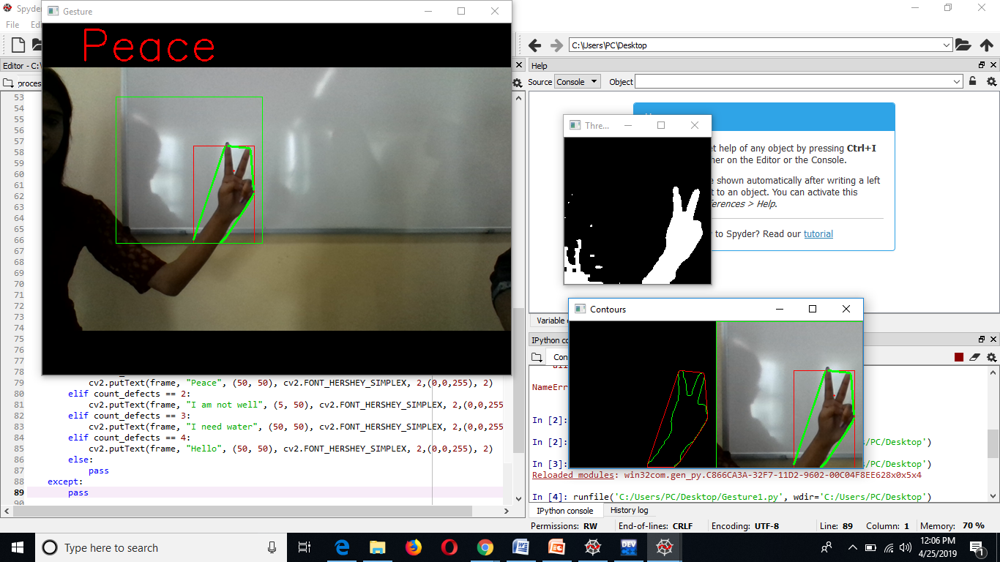 Spyder
Gesture
File
Peace
C:\Users\PC\Desktop
Editor - C:\
Help
Source Console Object
proces
53
54
55
56
57
58
59
60
61
62
63
64
65
66
67
68
69
70
71
72
73
74
75
76
77
78
79 cv2.putText(frame, "Peace", (50, 50), cv2.FONT_HERSHEY_SIMPLEX, 2,(0,0,255), 2)
80 elif count_defects == 2:
81 cv2.putText(frame, "I am not well", (5, 50), cv2.FONT_HERSHEY_SIMPLEX, 2,(0,0,255
82 elif count_defects == 3:
83 cv2.putText(frame, "I need water", (50, 50), cv2.FONT_HERSHEY_SIMPLEX, 2,(0,0,255
84 elif count_defects == 4:
85 cv2.putText(frame, "Hello", (50, 50), cv2.FONT_HERSHEY_SIMPLEX, 2,(0,0,255), 2)
86 else:
87 pass
88 except:
89 pass
90
Thre...
help of any object by pressing Ctrl+I
on the Editor or the Console.
shown automatically after writing a left
to an object. You can activate this
> Help.
to Spyder? Read our tutorial
Variable
Contours
IPython co
NameErr
In [2]:
In [2]: s/PC/Desktop')
In [3]: s/PC/Desktop')
Reloaded modules: win32com.gen_py.C866CA3A-32F7-11D2-9602-00C04F8EE628x0x5x4
In [4]: runfile('C:/Users/PC/Desktop/Gesture1.py', wdir='C:/Users/PC/Desktop')
IPython console History log
Permissions: RW End-of-lines: CRLF Encoding: UTF-8 Line: 89 Column: 1 Memory: 70 %
Type here to search
DEV
12:06 PM
4/25/2019
1